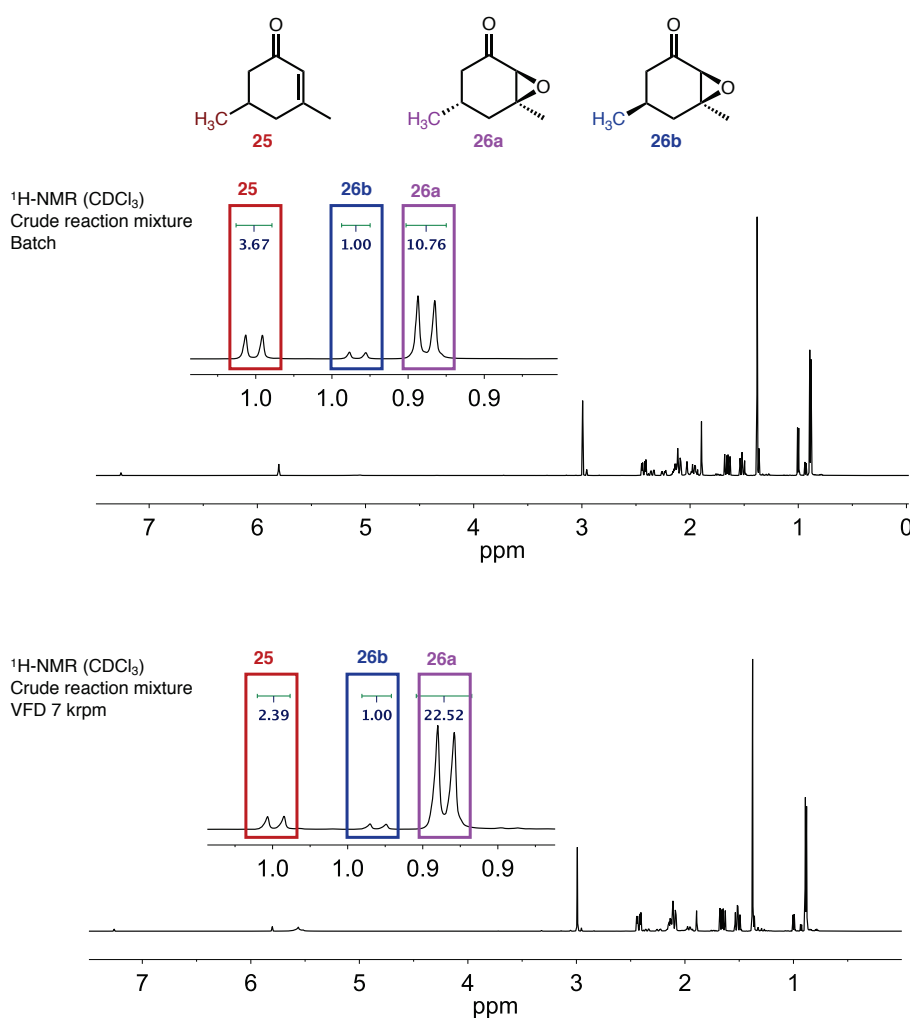 O
O
O
O
O
H₃C
H₃C
H₃C
25
26a
26b
¹H-NMR (CDCl₃)
Crude reaction mixture
Batch
25
26b
26a
3.67
1.00
10.76
1.0
1.0
0.9
0.9
7
6
5
4
3
2
1
0
ppm
¹H-NMR (CDCl₃)
Crude reaction mixture
VFD 7 krpm
25
26b
26a
2.39
1.00
22.52
1.0
1.0
0.9
0.9
7
6
5
4
3
2
1
ppm